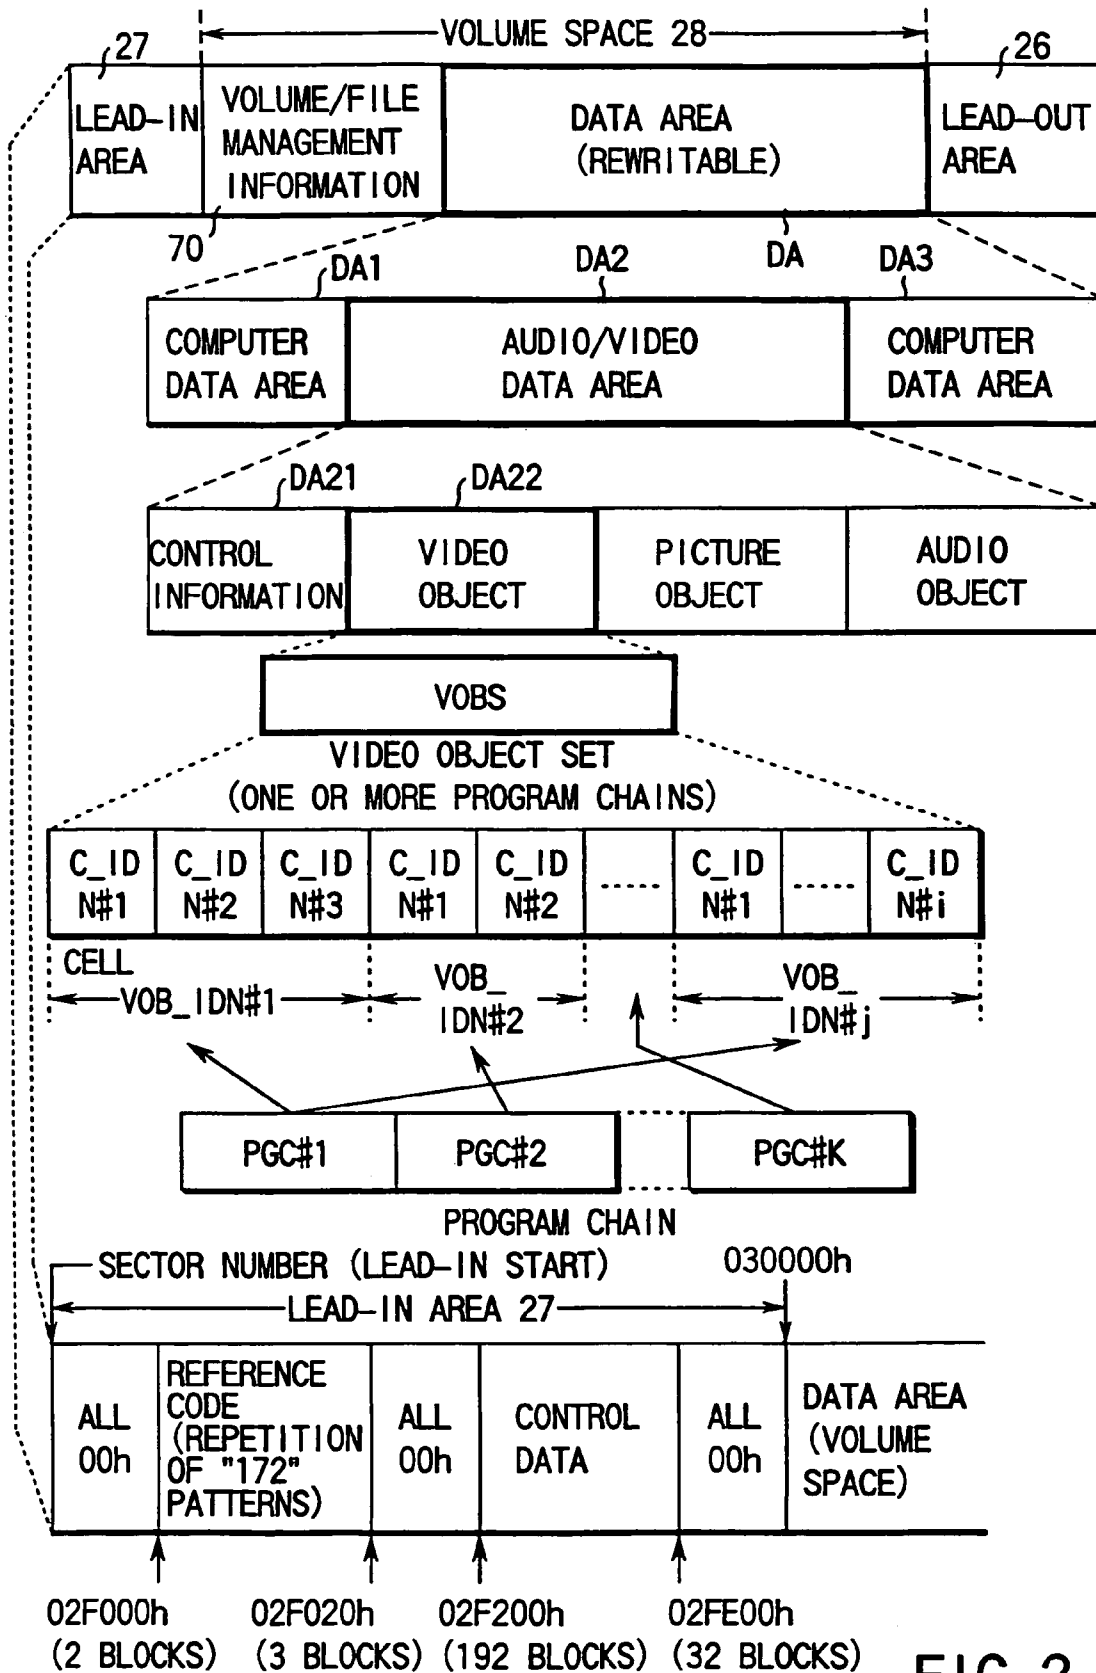 VOLUME SPACE 28
27
26
LEAD-IN
AREA
VOLUME/FILE
MANAGEMENT
INFORMATION
DATA AREA
(REWRITABLE)
LEAD-OUT
AREA
70
DA
DA1
DA2
DA3
COMPUTER
DATA AREA
AUDIO/VIDEO
DATA AREA
COMPUTER
DATA AREA
DA21
DA22
CONTROL
INFORMATION
VIDEO
OBJECT
PICTURE
OBJECT
AUDIO
OBJECT
VOBS
VIDEO OBJECT SET
(ONE OR MORE PROGRAM CHAINS)
C_ID
N#1
C_ID
N#2
C_ID
N#3
C_ID
N#1
C_ID
N#2
C_ID
N#1
C_ID
N#i
CELL
VOB_IDN#1
VOB_
IDN#2
VOB_
IDN#j
PGC#1
PGC#2
PGC#K
PROGRAM CHAIN
SECTOR NUMBER (LEAD-IN START)
030000h
LEAD-IN AREA 27
ALL
00h
REFERENCE
CODE
(REPETITION
OF "172"
PATTERNS)
ALL
00h
CONTROL
DATA
ALL
00h
DATA AREA
(VOLUME
SPACE)
02F000h
(2 BLOCKS)
02F020h
(3 BLOCKS)
02F200h
(192 BLOCKS)
02FE00h
(32 BLOCKS)